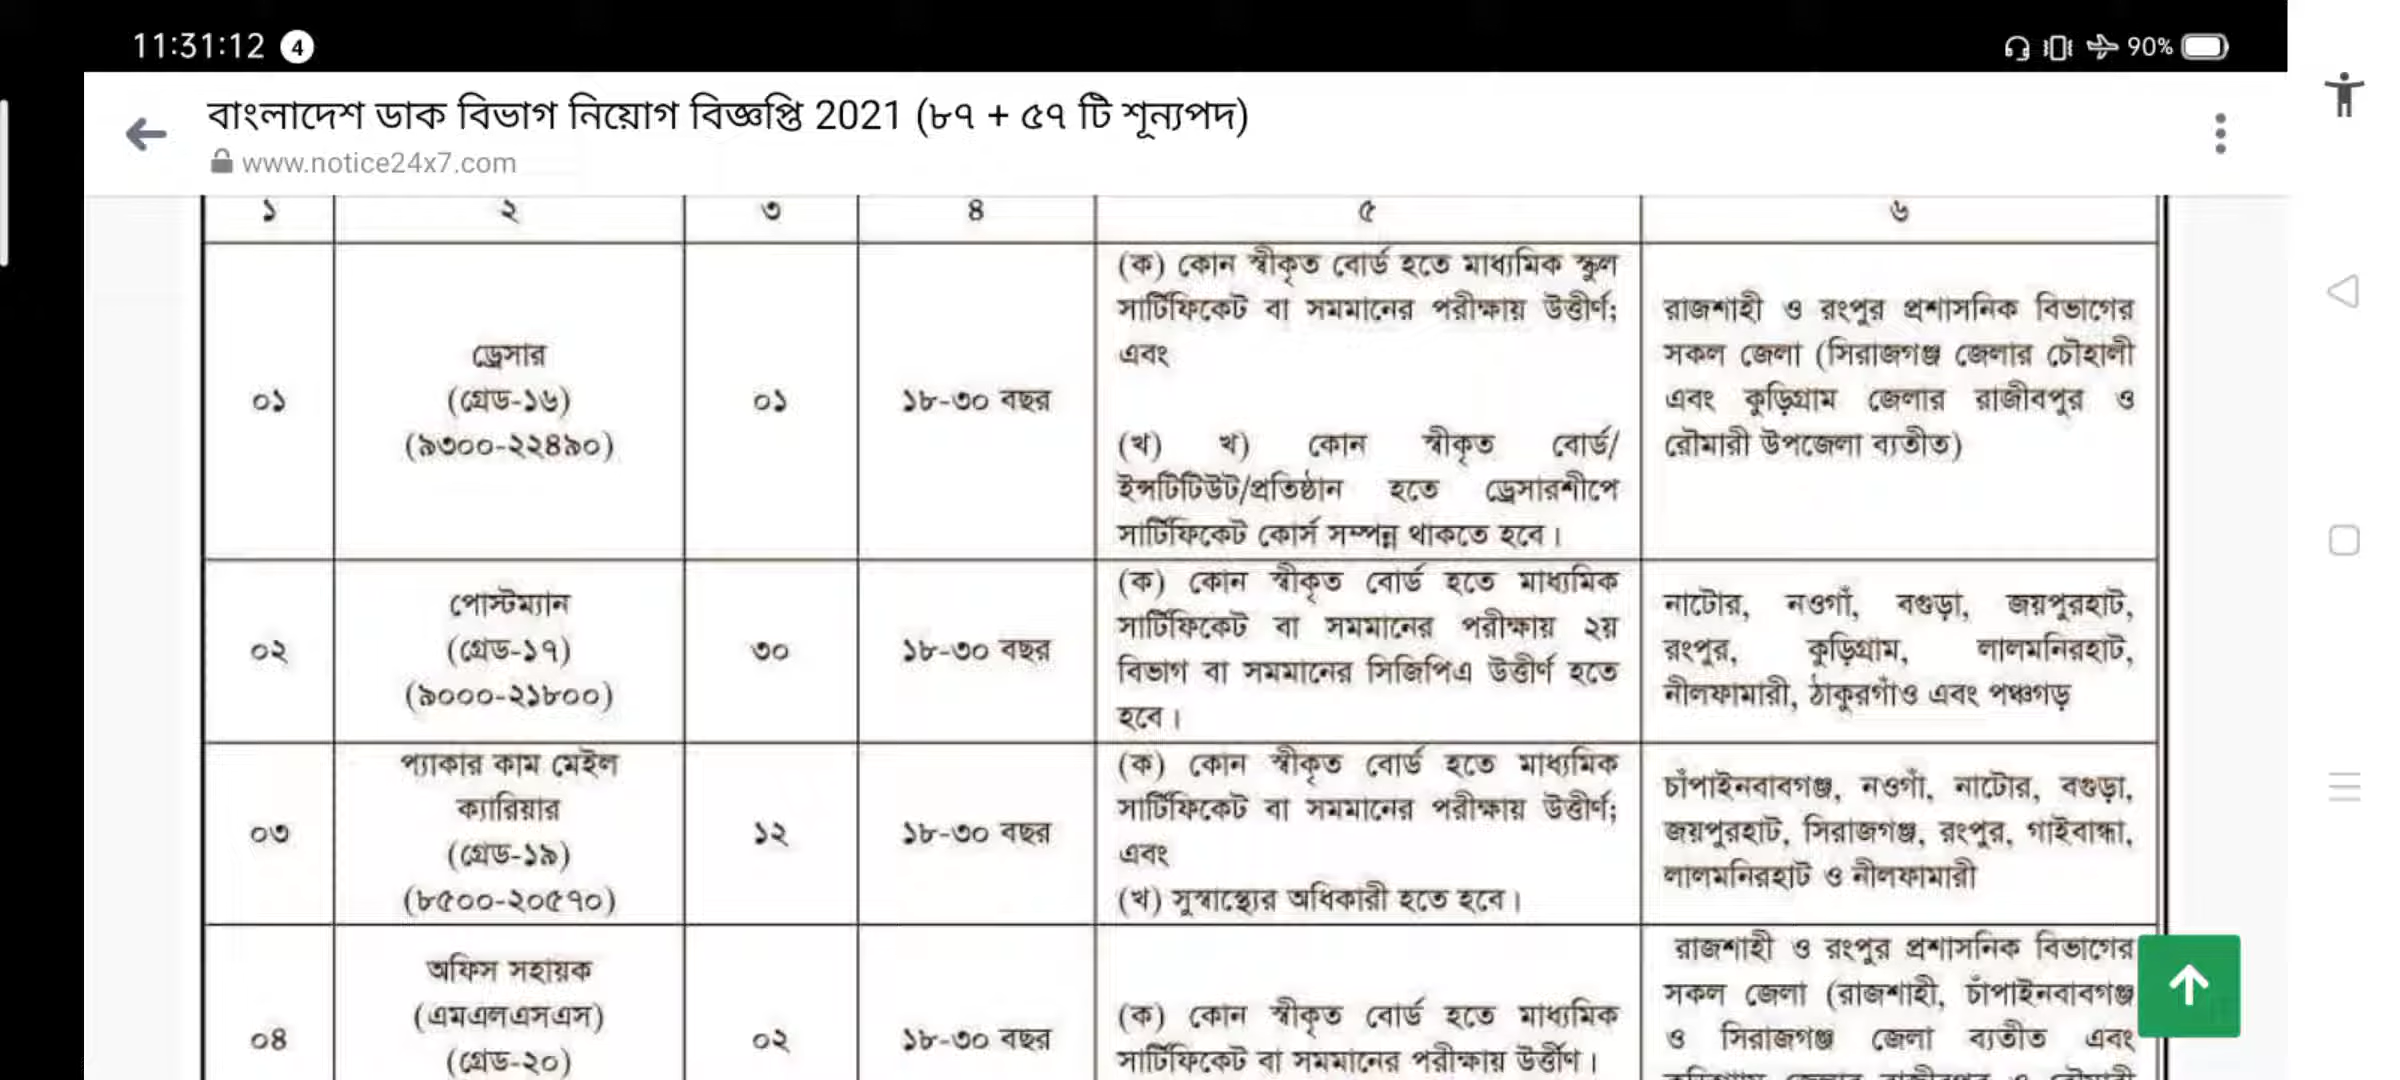 11:31:12 4
90%
বাংলাদেশ ডাক বিভাগ নিয়োগ বিজ্ঞপ্তি 2021 (৮৭ + ৫৭ টি শূন্যপদ)
www.notice24x7.com
১ ২ ৩ ৪ ৫ ৬
০১
ড্রেসার
(গ্রেড-১৬)
(৯৩০০-২২৪৯০)
০১
১৮-৩০ বছর
(ক) কোন স্বীকৃত বোর্ড হতে মাধ্যমিক স্কুল
সার্টিফিকেট বা সমমানের পরীক্ষায় উত্তীর্ণ;
এবং
(খ) খ) কোন স্বীকৃত বোর্ড/
ইন্সটিটিউট/প্রতিষ্ঠান হতে ড্রেসারশীপে
সার্টিফিকেট কোর্স সম্পন্ন থাকতে হবে।
রাজশাহী ও রংপুর প্রশাসনিক বিভাগের
সকল জেলা (সিরাজগঞ্জ জেলার চৌহালী
এবং কুড়িগ্রাম জেলার রাজীবপুর ও
রৌমারী উপজেলা ব্যতীত)
০২
পোস্টম্যান
(গ্রেড-১৭)
(৯০০০-২১৮০০)
৩০
১৮-৩০ বছর
(ক) কোন স্বীকৃত বোর্ড হতে মাধ্যমিক
সার্টিফিকেট বা সমমানের পরীক্ষায় ২য়
বিভাগ বা সমমানের সিজিপিএ উত্তীর্ণ হতে
হবে।
নাটোর, নওগাঁ, বগুড়া, জয়পুরহাট,
রংপুর, কুড়িগ্রাম, লালমনিরহাট,
নীলফামারী, ঠাকুরগাঁও এবং পঞ্চগড়
০৩
প্যাকার কাম মেইল
ক্যারিয়ার
(গ্রেড-১৯)
(৮৫০০-২০৫৭০)
১২
১৮-৩০ বছর
(ক) কোন স্বীকৃত বোর্ড হতে মাধ্যমিক
সার্টিফিকেট বা সমমানের পরীক্ষায় উত্তীর্ণ;
এবং
(খ) সুস্বাস্থ্যের অধিকারী হতে হবে।
চাঁপাইনবাবগঞ্জ, নওগাঁ, নাটোর, বগুড়া,
জয়পুরহাট, সিরাজগঞ্জ, রংপুর, গাইবান্ধা,
লালমনিরহাট ও নীলফামারী
০৪
অফিস সহায়ক
(এমএলএসএস)
(গ্রেড-২০)
০২
১৮-৩০ বছর
(ক) কোন স্বীকৃত বোর্ড হতে মাধ্যমিক
সার্টিফিকেট বা সমমানের পরীক্ষায় উর্ত্তীণ।
রাজশাহী ও রংপুর প্রশাসনিক বিভাগের
সকল জেলা (রাজশাহী, চাঁপাইনবাবগঞ্জ
ও সিরাজগঞ্জ জেলা ব্যতীত এবং